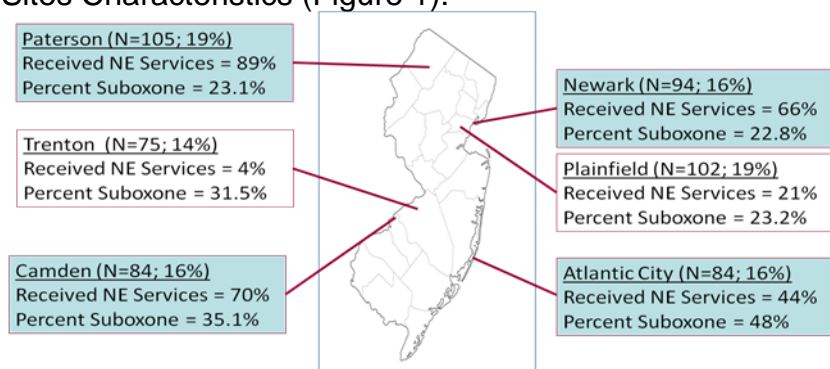 Sites Characteristics (Figure 1).
Paterson (N=105; 19%)
Received NE Services = 89%
Percent Suboxone = 23.1%
Trenton (N=75; 14%)
Received NE Services = 4%
Percent Suboxone = 31.5%
Camden (N=84; 16%)
Received NE Services = 70%
Percent Suboxone = 35.1%
Newark (N=94; 16%)
Received NE Services = 66%
Percent Suboxone = 22.8%
Plainfield (N=102; 19%)
Received NE Services = 21%
Percent Suboxone = 23.2%
Atlantic City (N=84; 16%)
Received NE Services = 44%
Percent Suboxone = 48%